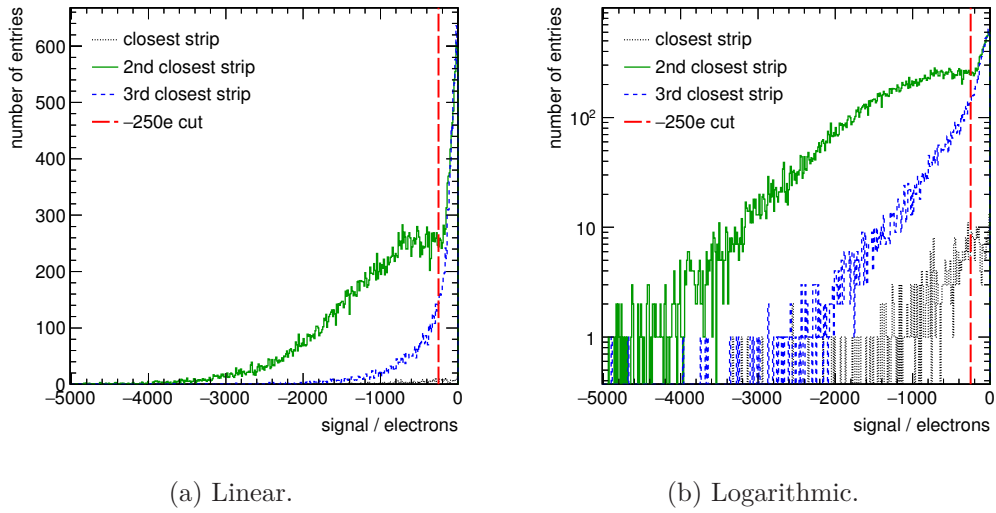 number of entries
600
500
400
300
200
100
0
closest strip
2nd closest strip
3rd closest strip
−250e cut
−5000 −4000 −3000 −2000 −1000 0
signal / electrons
(a) Linear.
number of entries
10²
10
1
closest strip
2nd closest strip
3rd closest strip
−250e cut
−5000 −4000 −3000 −2000 −1000 0
signal / electrons
(b) Logarithmic.